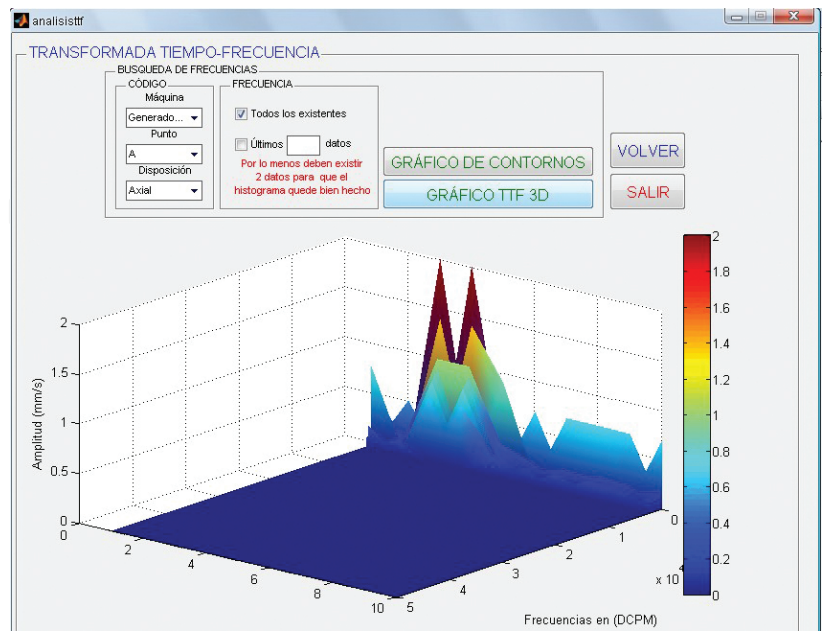 analisisttf
TRANSFORMADA TIEMPO-FRECUENCIA
BUSQUEDA DE FRECUENCIAS
CÓDIGO
Máquina
Generado...
Punto
A
Disposición
Axial
FRECUENCIA
Todos los existentes
Últimos datos
Por lo menos deben existir
2 datos para que el
histograma quede bien hecho
GRÁFICO DE CONTORNOS
GRÁFICO TTF 3D
VOLVER
SALIR
Amplitud (mm/s)
2
1.5
1
0.5
0
0
2
4
6
8
10
5
4
3
2
1
0
x 10^4
Frecuencias en (DCPM)
2
1.8
1.6
1.4
1.2
1
0.8
0.6
0.4
0.2
0